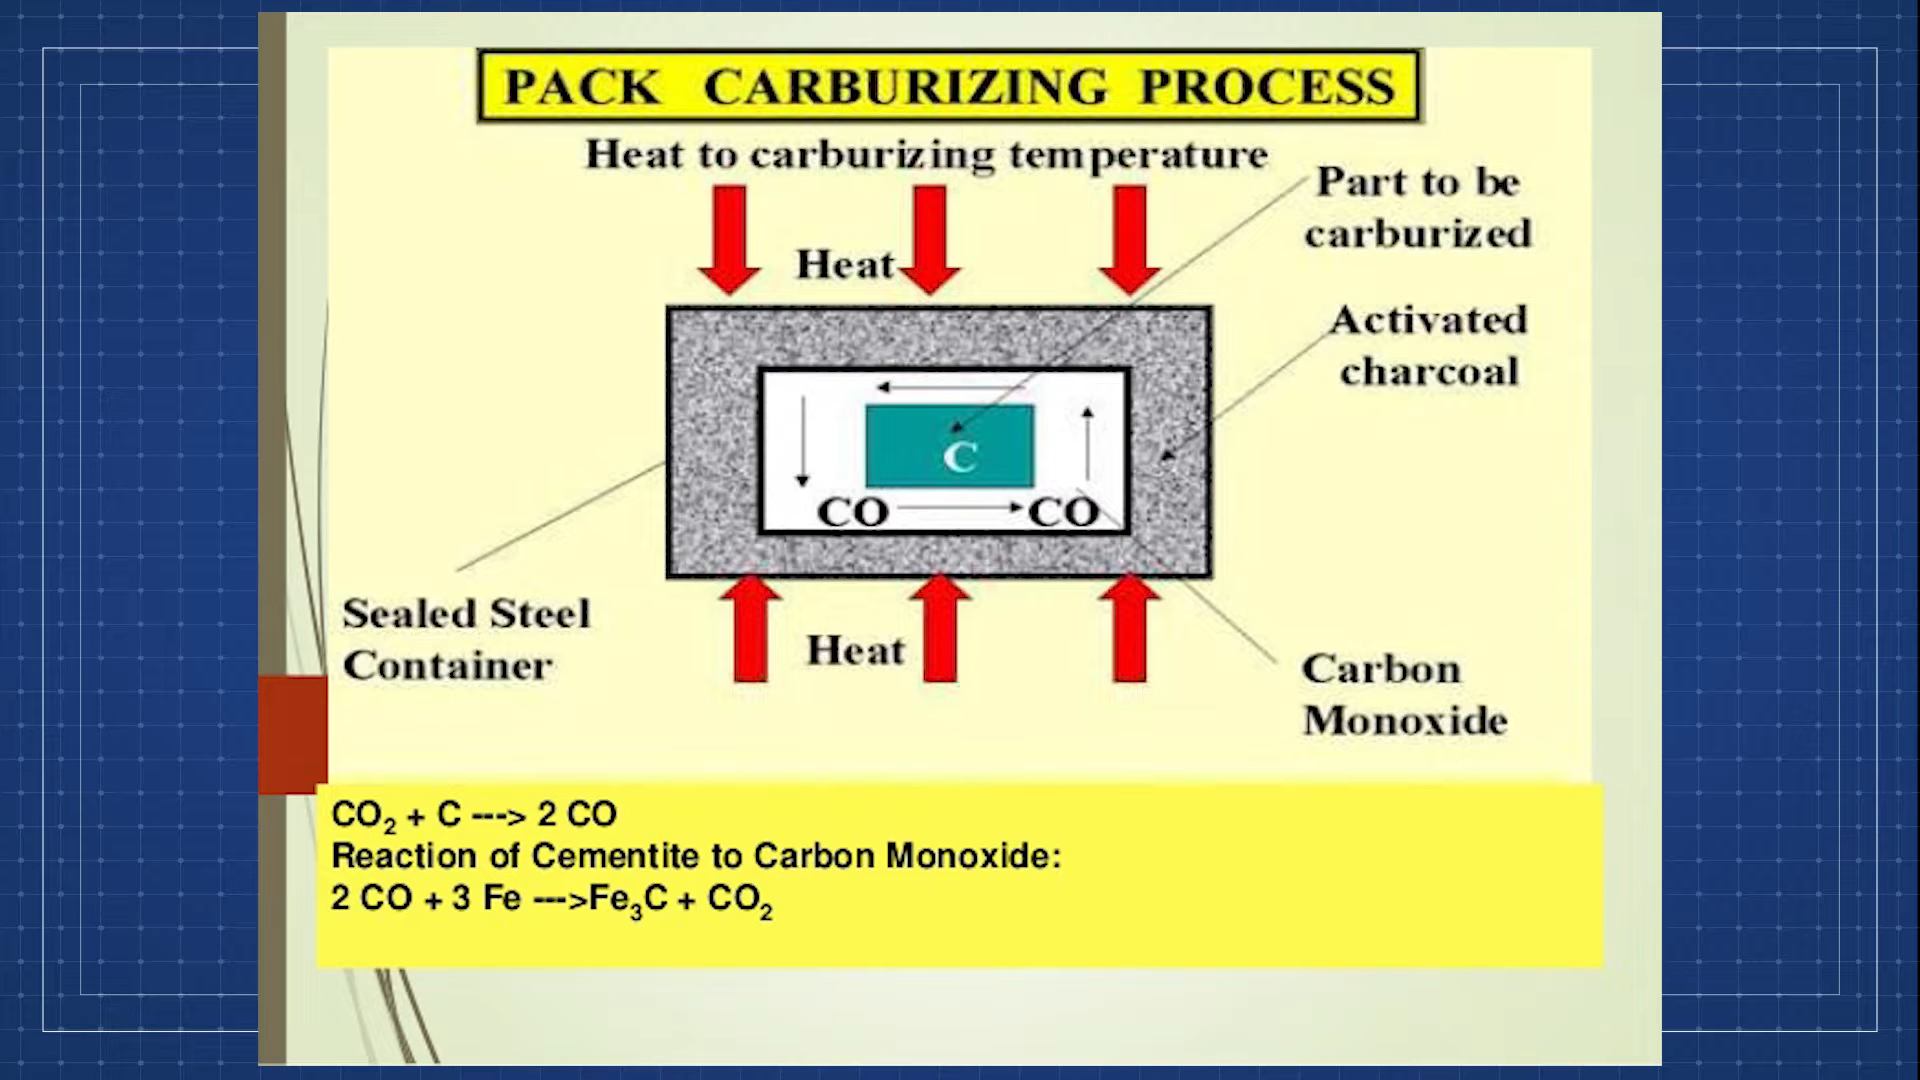 PACK CARBURIZING PROCESS
Heat to carburizing temperature
Part to be
carburized
Heat
Activated
charcoal
C
CO
CO
Sealed Steel
Container
Heat
Carbon
Monoxide
CO₂ + C ---> 2 CO
Reaction of Cementite to Carbon Monoxide:
2 CO + 3 Fe --->Fe₃C + CO₂